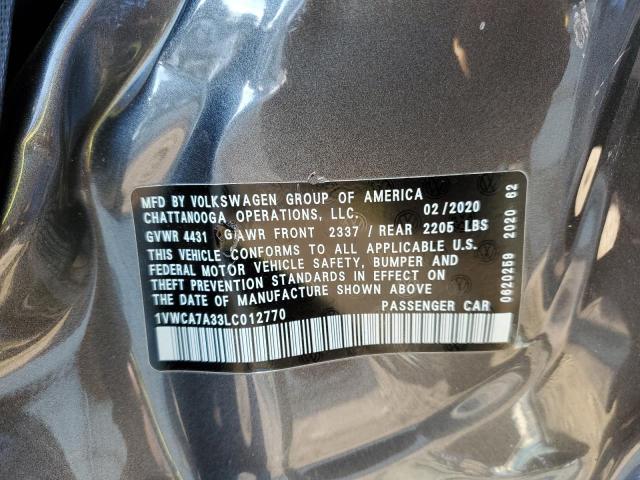 MFD BY VOLKSWAGEN GROUP OF AMERICA
CHATTANOOGA OPERATIONS, LLC. 02/2020
GVWR 4431 GAWR FRONT 2337 / REAR 2205 LBS
THIS VEHICLE CONFORMS TO ALL APPLICABLE U.S.
FEDERAL MOTOR VEHICLE SAFETY, BUMPER AND
THEFT PREVENTION STANDARDS IN EFFECT ON
THE DATE OF MANUFACTURE SHOWN ABOVE
1VWCA7A33LC012770 PASSENGER CAR
0620259 2020 62